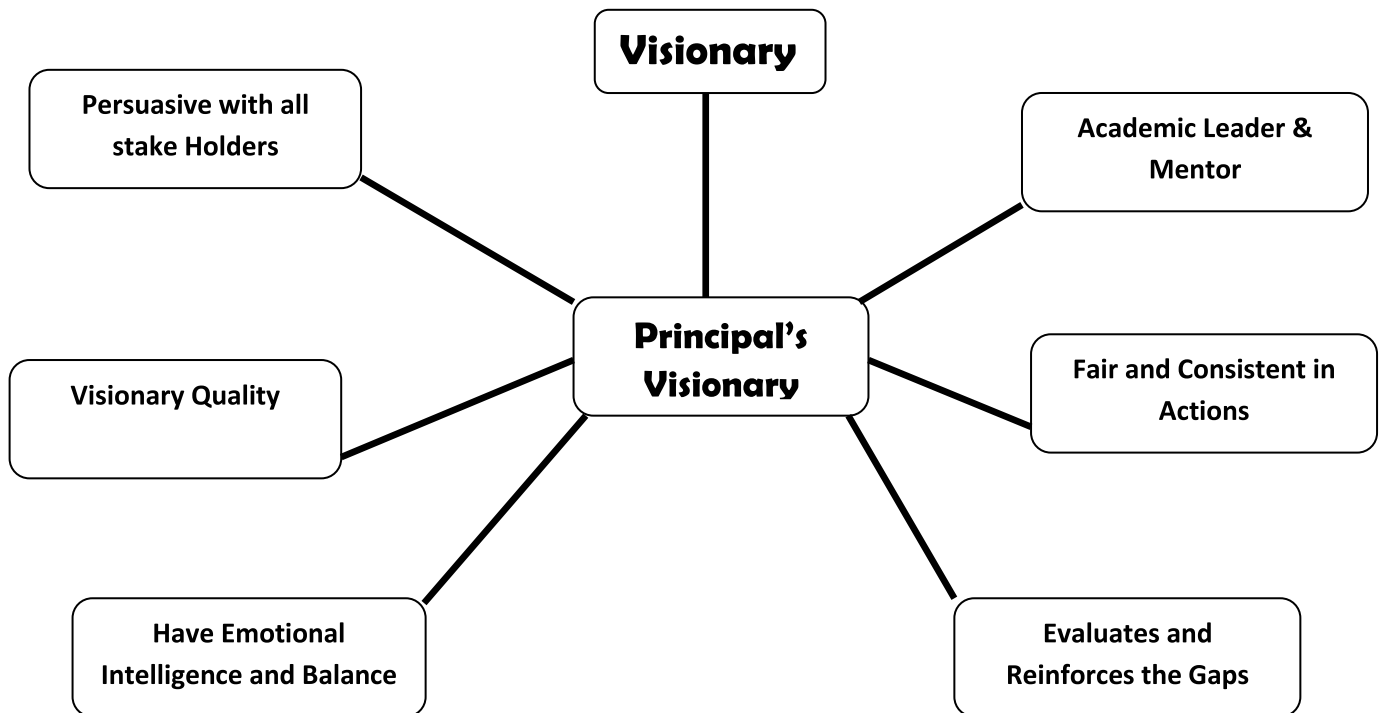 Visionary
Persuasive with all
stake Holders
Academic Leader &
Mentor
Principal's
Visionary
Visionary Quality
Fair and Consistent in
Actions
Have Emotional
Intelligence and Balance
Evaluates and
Reinforces the Gaps